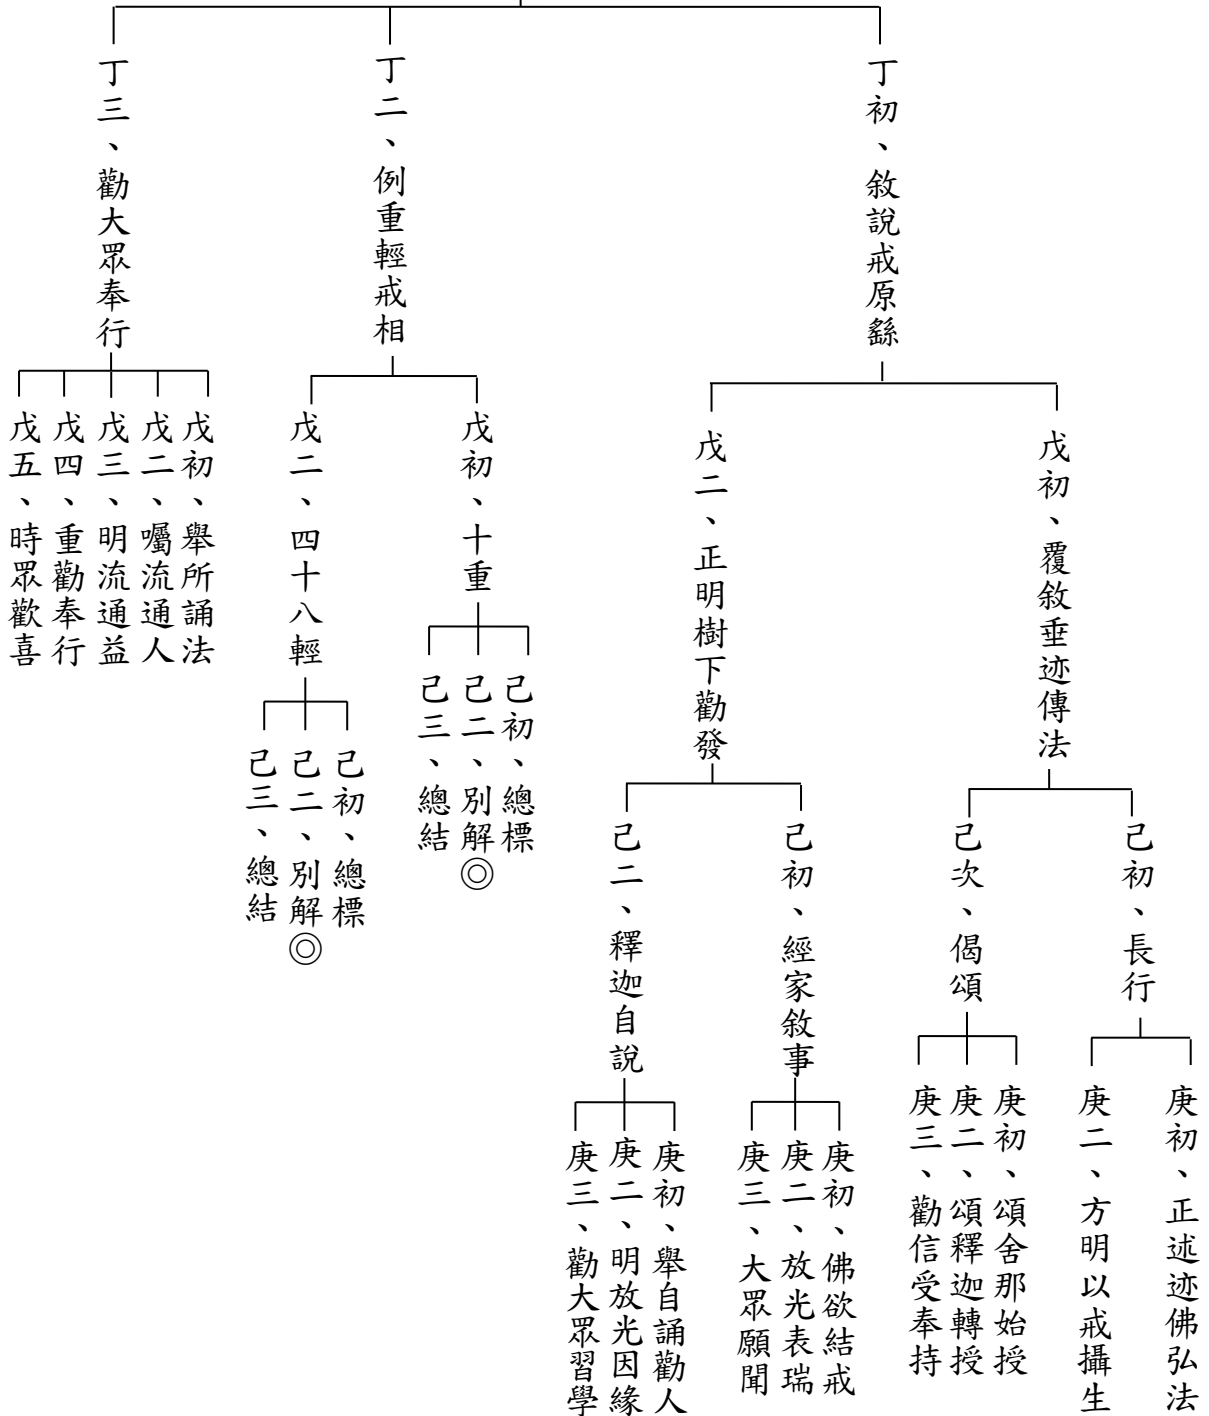 丁初、敘說戒原繇
戊初、覆敘垂迹傳法
己初、長行
庚初、正述迹佛弘法
庚二、方明以戒攝生
己次、偈頌
庚初、頌舍那始授
庚二、頌釋迦轉授
庚三、勸信受奉持
戊二、正明樹下勸發
己初、經家敘事
庚初、佛欲結戒
庚二、放光表瑞
庚三、大眾願聞
己二、釋迦自說
庚初、舉自誦勸人
庚二、明放光因緣
庚三、勸大眾習學
丁二、例重輕戒相
戊初、十重
己初、總標
己二、別解◎
己三、總結
戊二、四十八輕
己初、總標
己二、別解◎
己三、總結
丁三、勸大眾奉行
戊初、舉所誦法
戊二、囑流通人
戊三、明流通益
戊四、重勸奉行
戊五、時眾歡喜